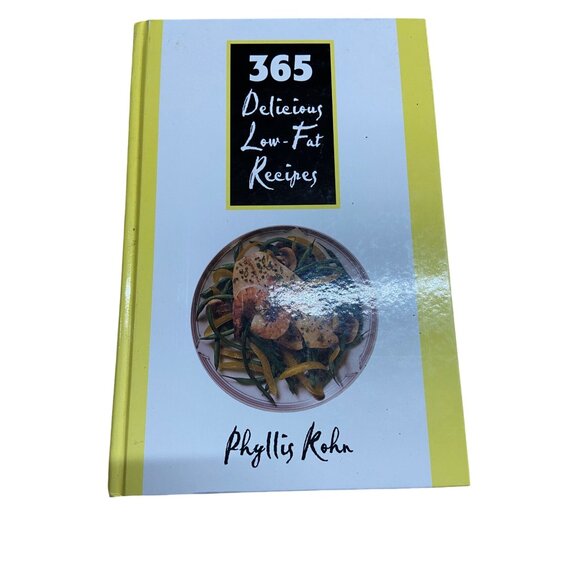 365
Delicious
Low-Fat
Recipes
Phyllis Kohn